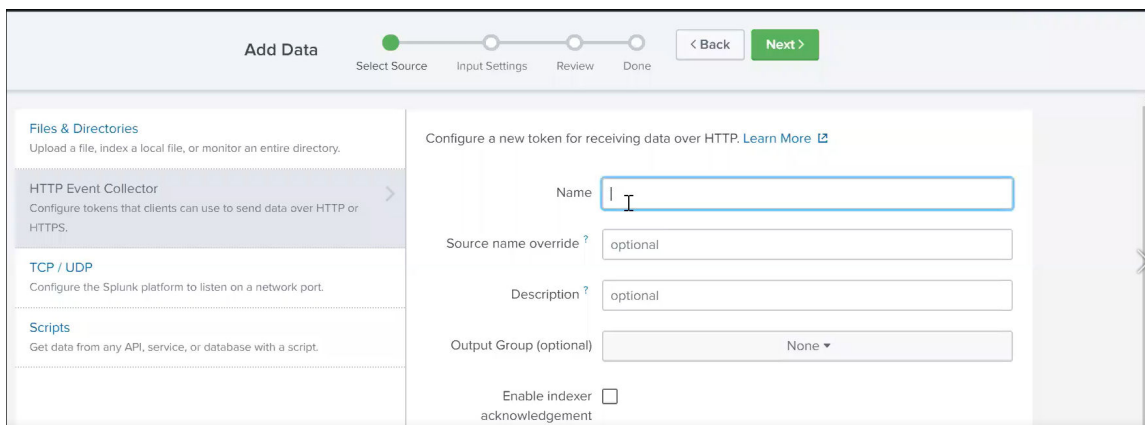 Add Data
Select Source
Input Settings
Review
Done
< Back
Next >
Files & Directories
Upload a file, index a local file, or monitor an entire directory.
HTTP Event Collector
Configure tokens that clients can use to send data over HTTP or
HTTPS.
TCP / UDP
Configure the Splunk platform to listen on a network port.
Scripts
Get data from any API, service, or database with a script.
Configure a new token for receiving data over HTTP. Learn More
Name
Source name override ?
optional
Description ?
optional
Output Group (optional)
None
Enable indexer
acknowledgement